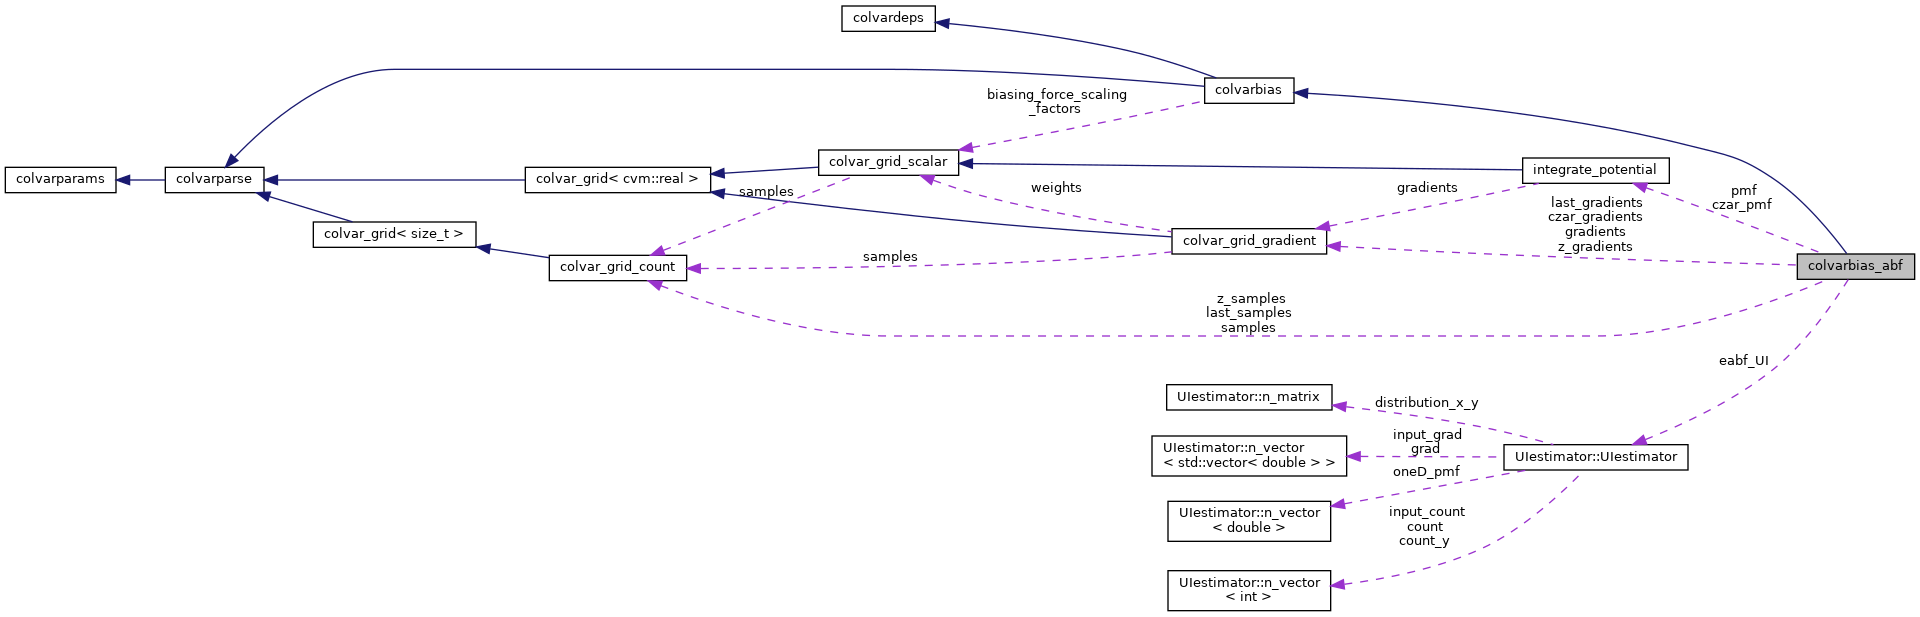 colvardeps
colvarbias
biasing_force_scaling
_factors
colvar_grid_scalar
integrate_potential
colvarparams
colvarparse
colvar_grid< cvm::real >
samples
weights
gradients
pmf
czar_pmf
last_gradients
czar_gradients
gradients
z_gradients
colvar_grid< size_t >
colvar_grid_gradient
colvar_grid_count
samples
colvarbias_abf
z_samples
last_samples
samples
eabf_UI
UIestimator::n_matrix
distribution_x_y
UIestimator::n_vector
< std::vector< double > >
input_grad
grad
UIestimator::UIestimator
oneD_pmf
UIestimator::n_vector
< double >
input_count
count
count_y
UIestimator::n_vector
< int >